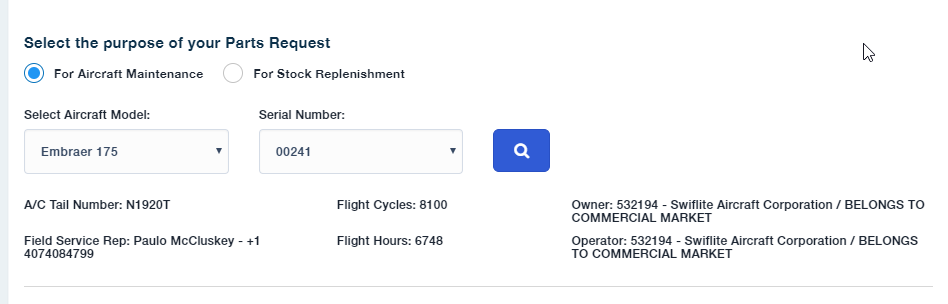 Select the purpose of your Parts Request
For Aircraft Maintenance
For Stock Replenishment
Select Aircraft Model:
Serial Number:
Embraer 175
00241
A/C Tail Number: N1920T
Flight Cycles: 8100
Owner: 532194 - Swiflite Aircraft Corporation / BELONGS TO
COMMERCIAL MARKET
Field Service Rep: Paulo McCluskey - +1
4074084799
Flight Hours: 6748
Operator: 532194 - Swiflite Aircraft Corporation / BELONGS
TO COMMERCIAL MARKET